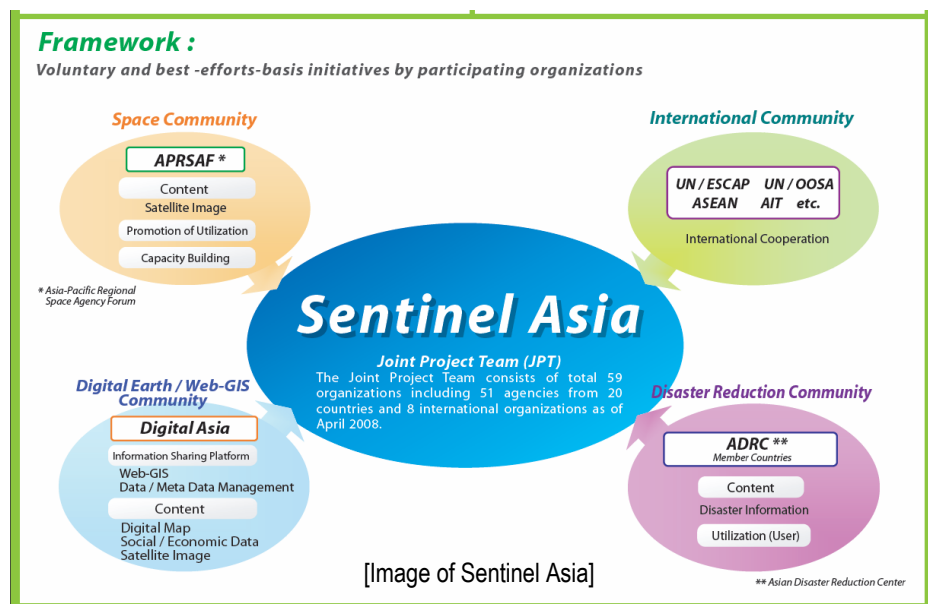 Framework :
Voluntary and best -efforts-basis initiatives by participating organizations
Space Community
APRSAF *
Content
Satellite Image
Promotion of Utilization
Capacity Building
* Asia-Pacific Regional
Space Agency Forum
International Community
UN / ESCAP UN / OOSA
ASEAN AIT etc.
International Cooperation
Sentinel Asia
Joint Project Team (JPT)
The Joint Project Team consists of total 59
organizations including 51 agencies from 20
countries and 8 international organizations as of
April 2008.
Digital Earth / Web-GIS
Community
Digital Asia
Information Sharing Platform
Web-GIS
Data / Meta Data Management
Content
Digital Map
Social / Economic Data
Satellite Image
Disaster Reduction Community
ADRC **
Member Countries
Content
Disaster Information
Utilization (User)
** Asian Disaster Reduction Center
[Image of Sentinel Asia]